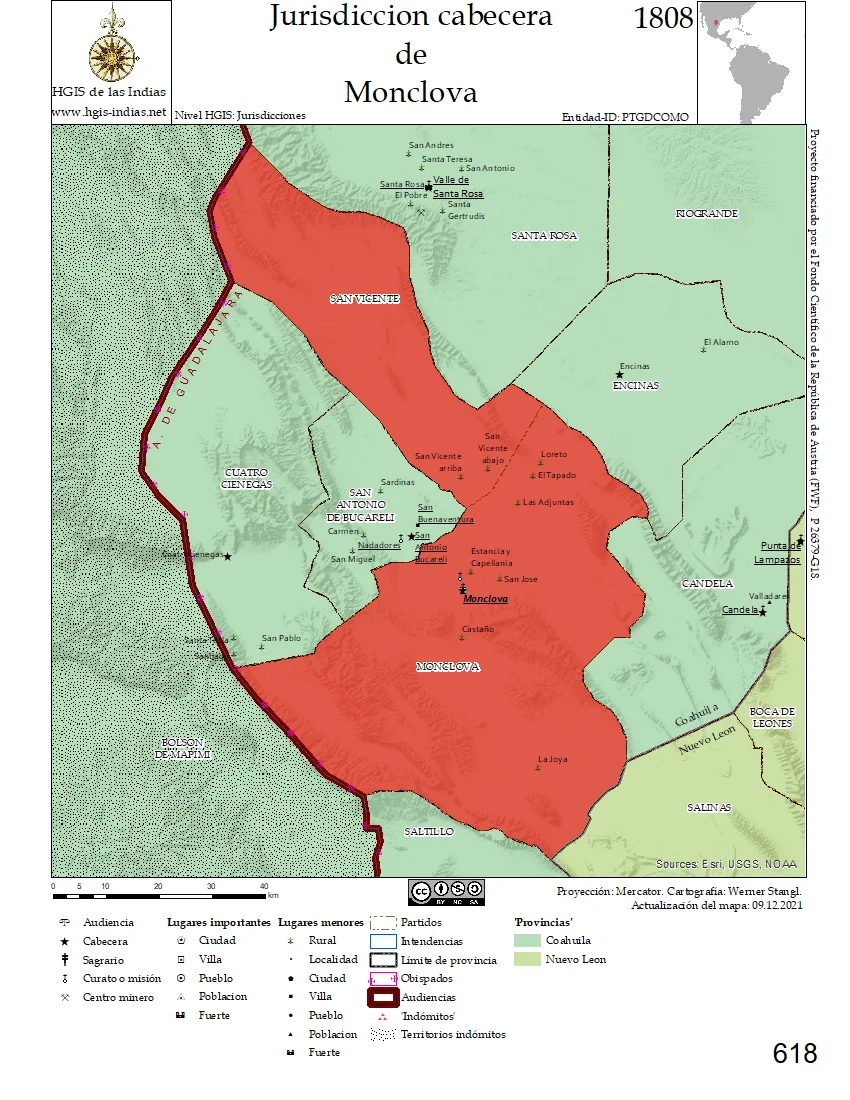 Jurisdiccion cabecera
de
Monclova
1808
HGIS de las Indias
www.hgis-indias.net
Nivel HGIS: Jurisdicciones
Entidad-ID: PTGDCOMO
Proyecto financiado por el Fondo Científico de la República de Austria (FWF), P 26379-G18.
San Andres
Santa Teresa
San Antonio
Santa Rosa
Valle de
Santa Rosa
El Pobre
Santa
Gertrudis
SANTA ROSA
RIOGRANDE
SAN VICENTE
A. DE GUADALAJARA
El Alamo
Encinas
ENCINAS
San
Vicente
abajo
San Vicente
arriba
Loreto
El Tapado
CUATRO
CIENEGAS
Sardinas
SAN
ANTONIO
DE BUCARELI
Las Adjuntas
San
Buenaventura
Carmen
Nadadores
San
Antonio
Bucareli
San Miguel
Estancia y
Capellania
San Jose
Monclova
Punta de
Lampazos
CANDELA
Valladares
Candela
Castaño
San Pablo
MONCLOVA
Coahuila
Nuevo Leon
BOCA DE
LEONES
BOLSON
DE MAPIMI
La Joya
SALINAS
SALTILLO
Sources: Esri, USGS, NOAA
0 5 10 20 30 40
km
BY NC SA
Proyección: Mercator. Cartografía: Werner Stangl.
Actualización del mapa: 09.12.2021
Audiencia
Cabecera
Sagrario
Curato o misión
Centro minero
Lugares importantes
Ciudad
Villa
Pueblo
Poblacion
Fuerte
Lugares menores
Rural
Localidad
Ciudad
Villa
Pueblo
Poblacion
Fuerte
Partidos
Intendencias
Límite de provincia
Obispados
Audiencias
'Indómitos'
Territorios indómitos
'Provincias'
Coahuila
Nuevo Leon
618